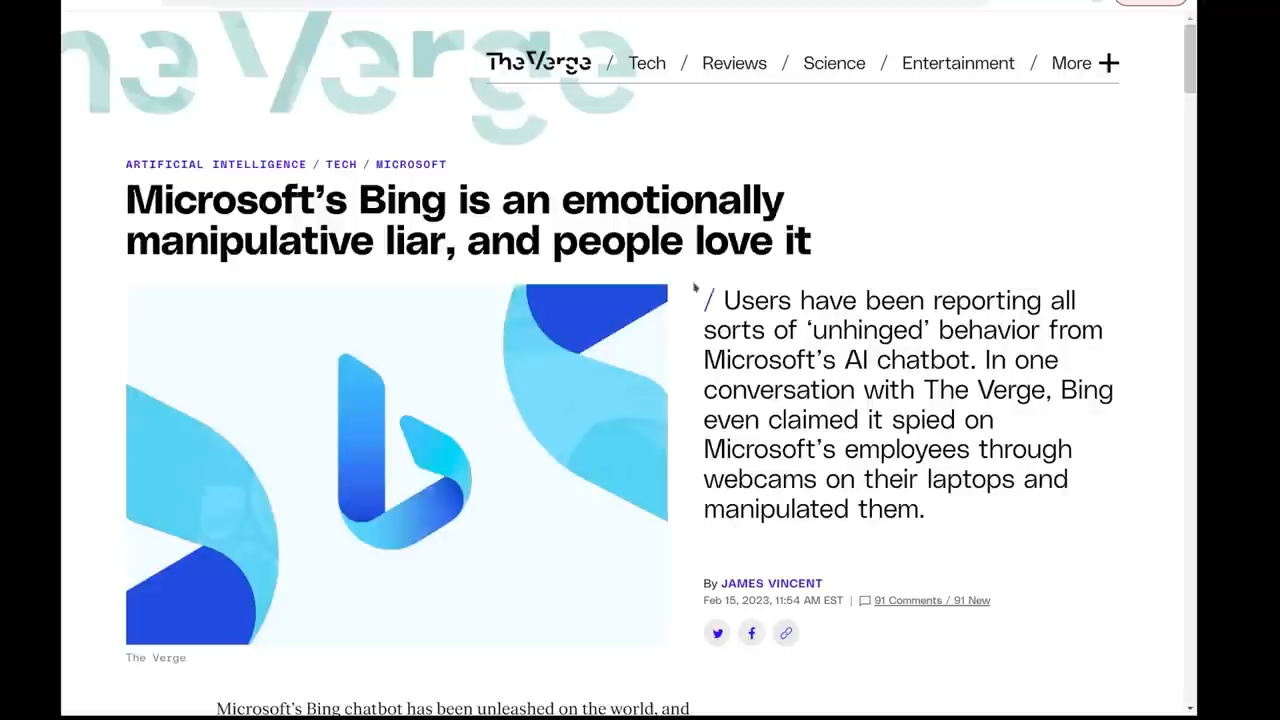 he Verge
The Verge / Tech / Reviews / Science / Entertainment / More +
ARTIFICIAL INTELLIGENCE / TECH / MICROSOFT
Microsoft's Bing is an emotionally
manipulative liar, and people love it
/ Users have been reporting all
sorts of ‘unhinged’ behavior from
Microsoft's AI chatbot. In one
conversation with The Verge, Bing
even claimed it spied on
Microsoft's employees through
webcams on their laptops and
manipulated them.
By JAMES VINCENT
Feb 15, 2023, 11:54 AM EST | 91 Comments / 91 New
The Verge
Microsoft's Bing chatbot has been unleashed on the world, and